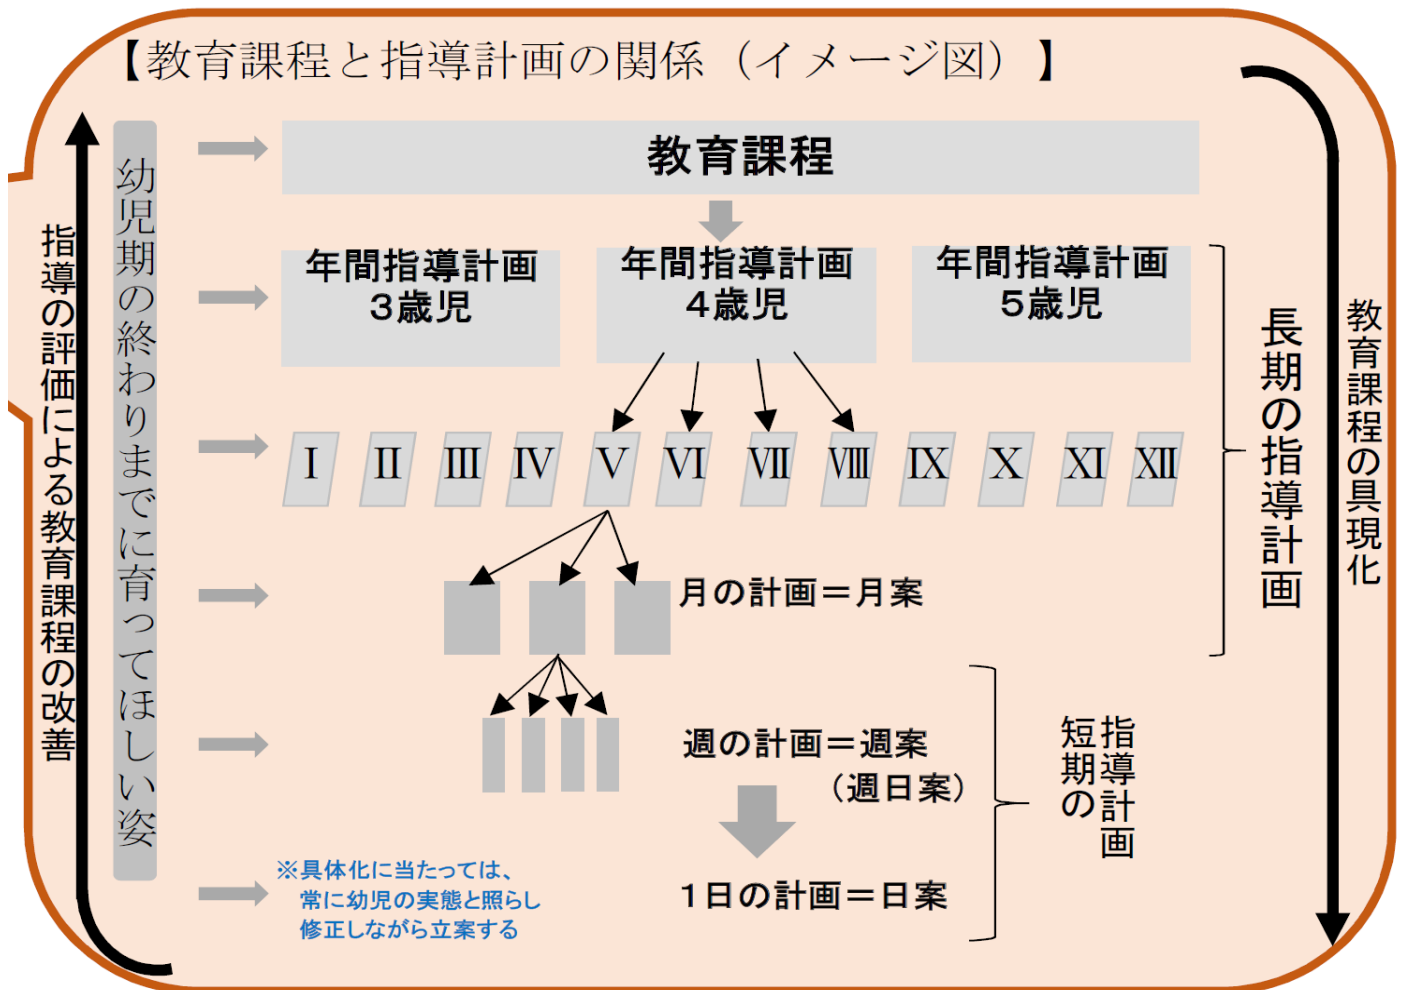 【教育課程と指導計画の関係（イメージ図）】
指導の評価による教育課程の改善
幼児期の終わりまでに育ってほしい姿
教育課程
年間指導計画
３歳児
年間指導計画
４歳児
年間指導計画
５歳児
Ⅰ Ⅱ Ⅲ Ⅳ Ⅴ Ⅵ Ⅶ Ⅷ Ⅸ Ⅹ Ⅺ Ⅻ
月の計画＝月案
週の計画＝週案
（週日案）
１日の計画＝日案
※具体化に当たっては、
常に幼児の実態と照らし
修正しながら立案する
長期の指導計画
短期の
指導計画
教育課程の具現化